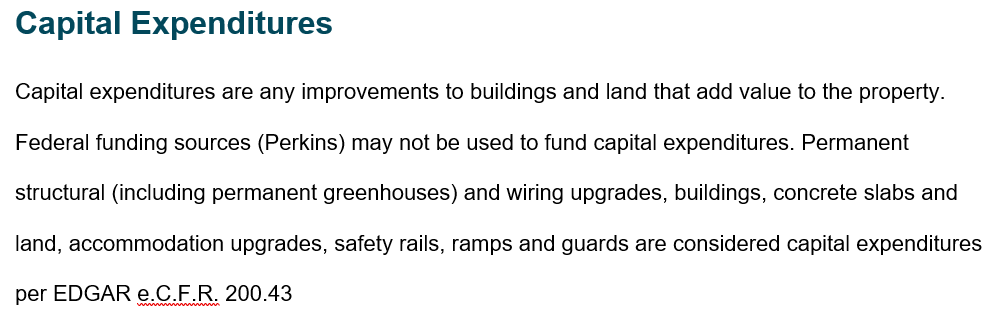 Capital Expenditures
Capital expenditures are any improvements to buildings and land that add value to the property.
Federal funding sources (Perkins) may not be used to fund capital expenditures. Permanent
structural (including permanent greenhouses) and wiring upgrades, buildings, concrete slabs and
land, accommodation upgrades, safety rails, ramps and guards are considered capital expenditures
per EDGAR e.C.F.R. 200.43